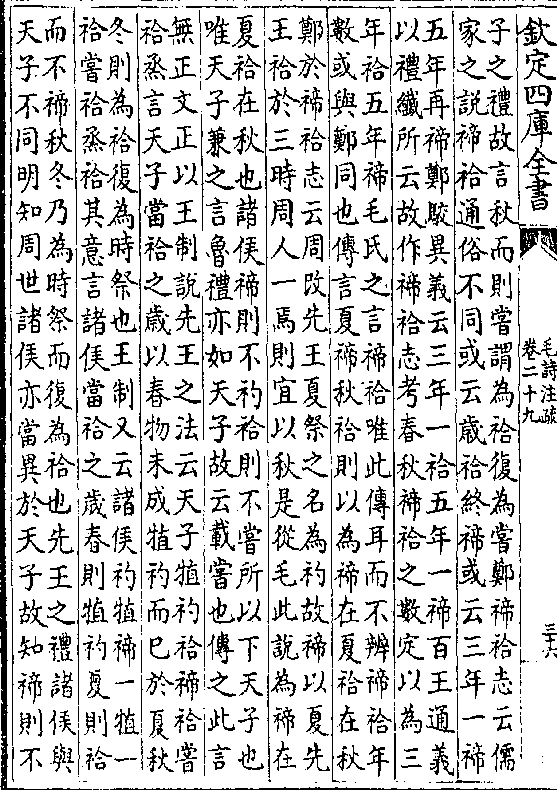 欽定四庫全書
毛詩注疏
卷二十九
三六
子之禮故言秋而則嘗謂為祫復為嘗鄭禘祫志云儒
家之説禘祫通俗不同或云歲祫終禘或云三年一禘
五年再禘鄭駮異義云三年一祫五年一禘百王通義
以禮讖所云故作禘祫志考春秋禘祫之數定以為三
年祫五年禘毛氏之言禘祫唯此傳耳而不辨禘祫年
數或與鄭同也傳言夏禘秋祫則以為禘在夏祫在秋
鄭於禘祫志云周改先王夏祭之名為礿故禘以夏先
王祫於三時周人一焉則宜以秋是從毛此說為禘在
夏祫在秋也諸侯禘則不礿祫則不嘗所以下天子也
唯天子兼之言魯禮亦如天子故云載嘗也傳之此言
無正文正以王制說先王之法云天子犆礿祫禘祫嘗
祫烝言天子當祫之歲以春物未成犆礿而已於夏秋
冬則為祫復為時祭也王制又云諸侯礿犆禘一犆一
祫嘗祫烝祫其意言諸侯當祫之歲春則犆礿夏則祫
而不禘秋冬乃為時祭而復為祫也先王之禮諸侯與
天子不同明知周世諸侯亦當異於天子故知禘則不